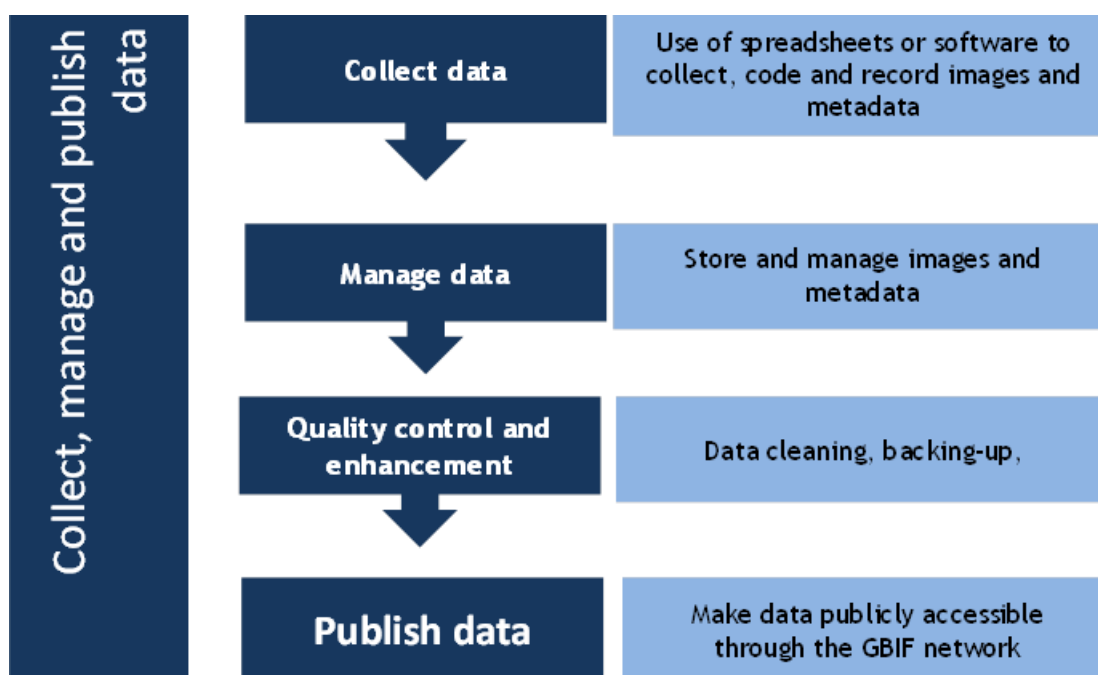 Collect, manage and publish
data
Collect data
Use of spreadsheets or software to
collect, code and record images and
metadata
Manage data
Store and manage images and
metadata
Quality control and
enhancement
Data cleaning, backing-up,
Publish data
Make data publicly accessible
through the GBIF network